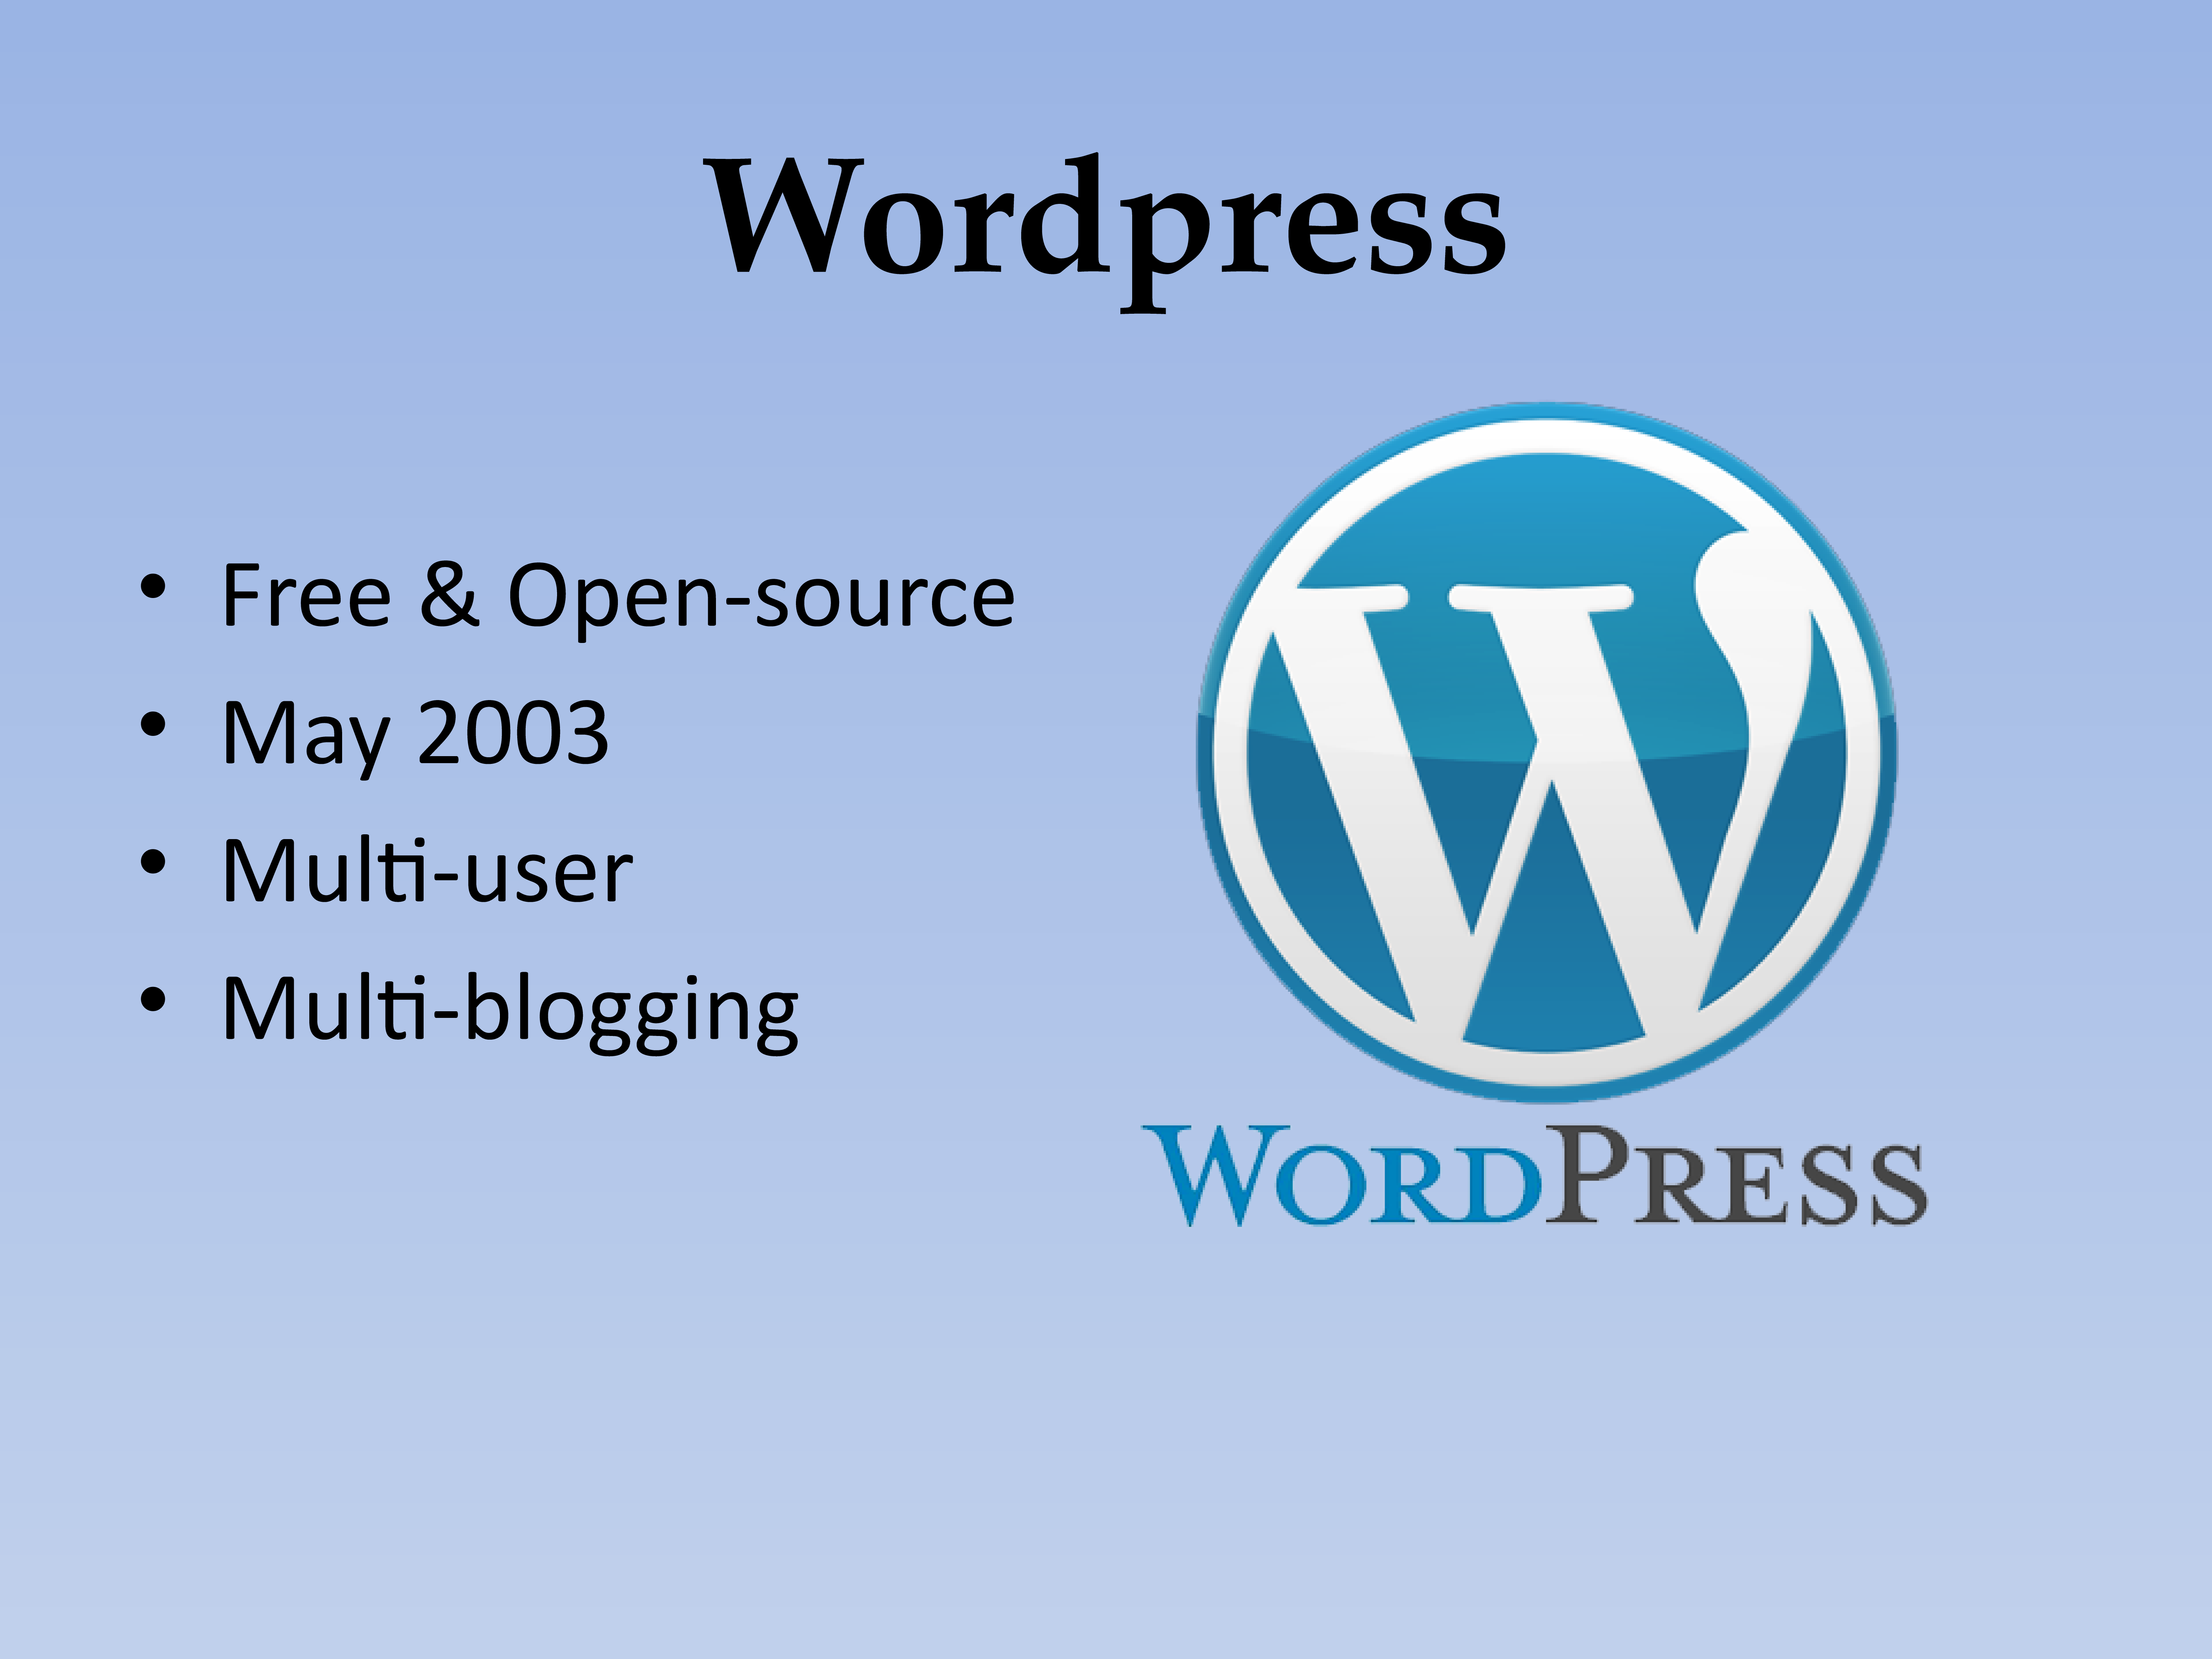 Wordpress
• Free & Open-source
• May 2003
• Multi-user
• Multi-blogging
W
WORDPRESS